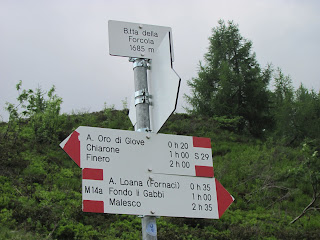 B.tta della
Forcola
1685 m
A. Oro di Giove 0 h 20
Chiarone 1 h 00 S 29
Finero 2 h 00
A. Loana (Fornaci) 0 h 35
M14a Fondo li Gabbi 1 h 00
Malesco 2 h 35